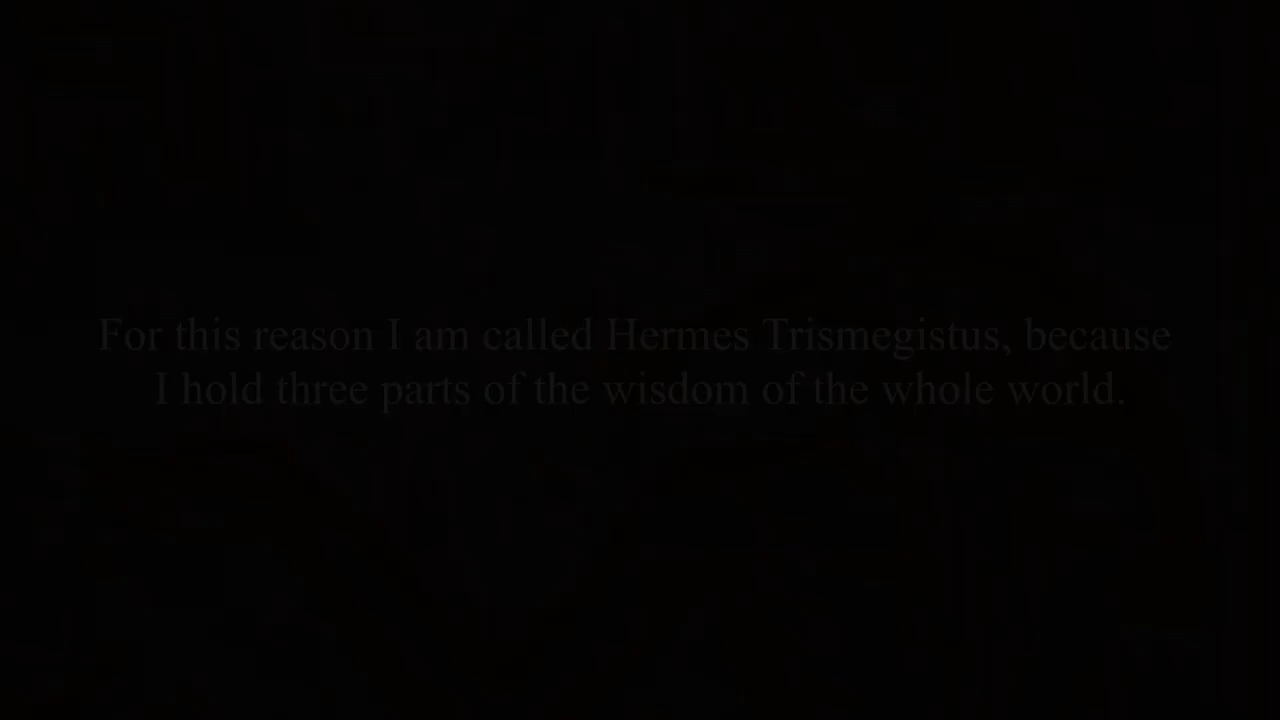 For this reason I am called Hermes Trismegistus, because
I hold three parts of the wisdom of the whole world.